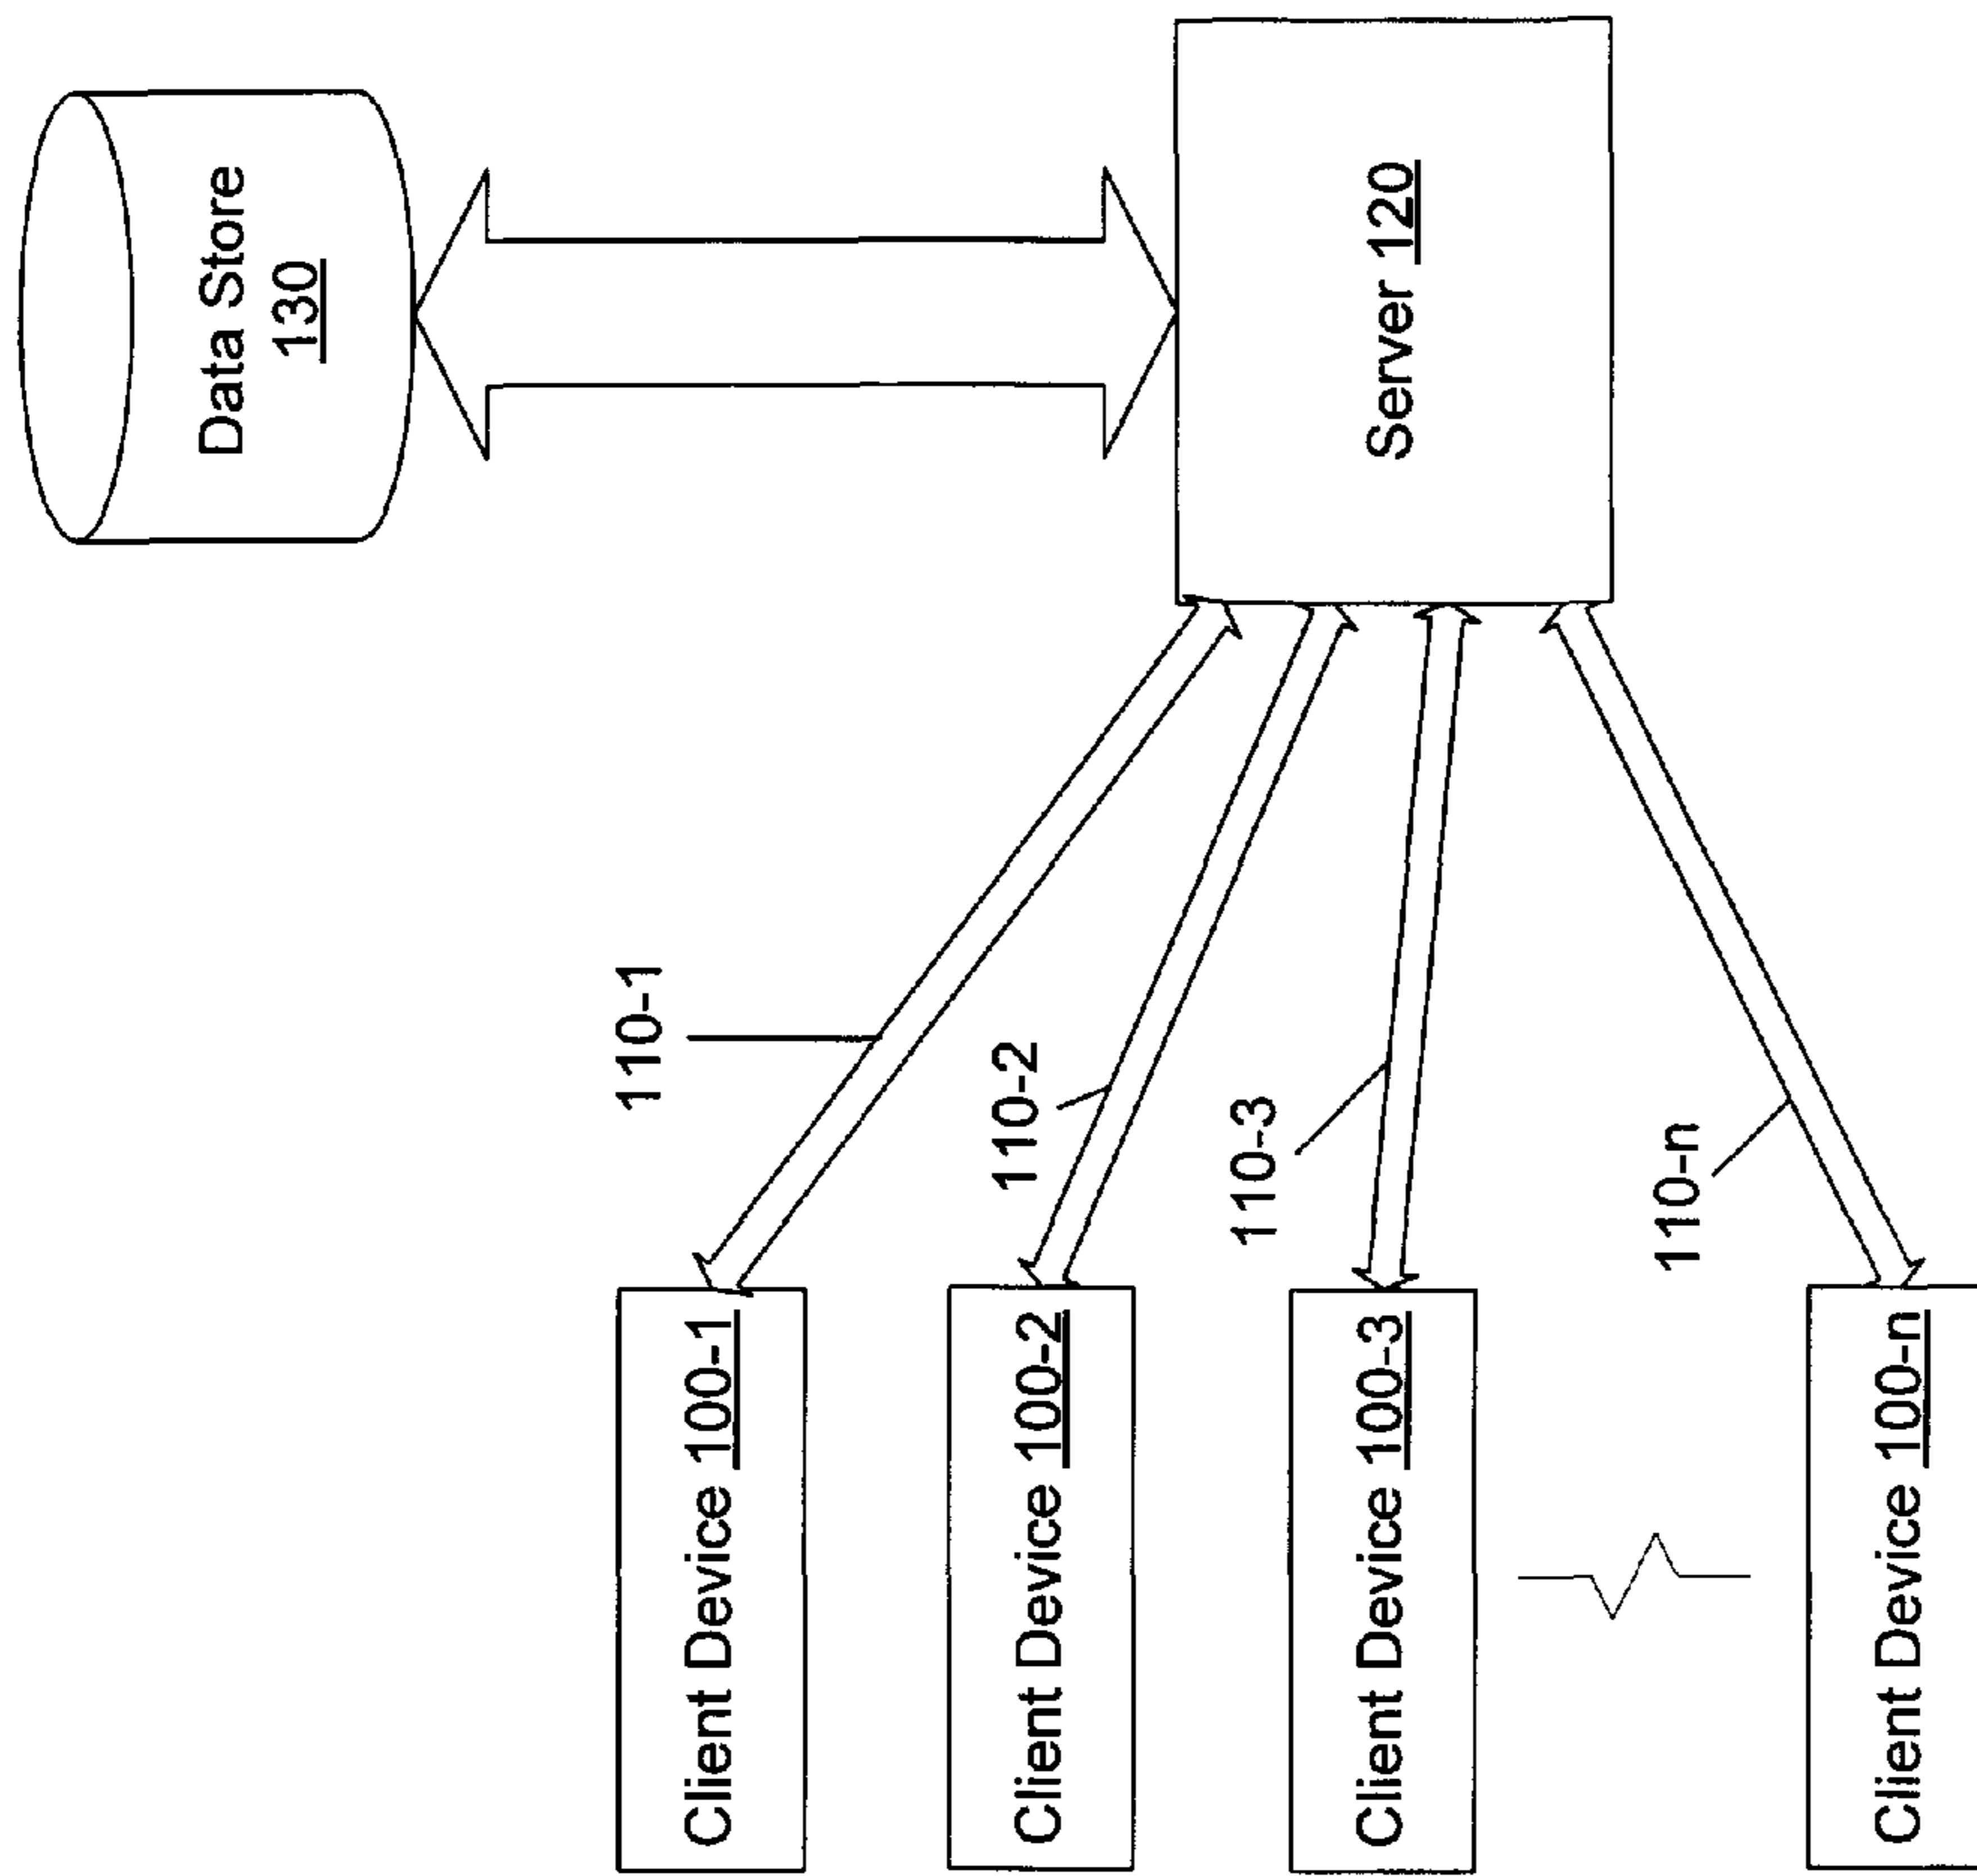 Data Store
130
Server 120
110-1
110-2
110-3
110-n
Client Device 100-1
Client Device 100-2
Client Device 100-3
Client Device 100-n